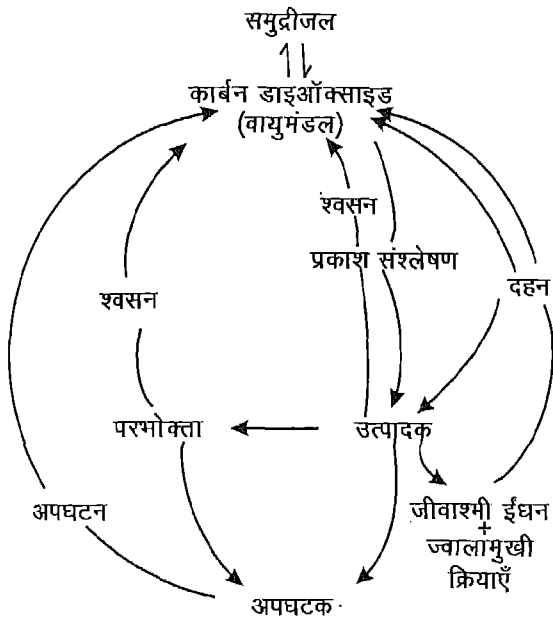 समुद्रीजल
कार्बन डाइऑक्साइड
(वायुमंडल)
श्वसन
प्रकाश संश्लेषण
दहन
श्वसन
परभोक्ता
उत्पादक
अपघटन
जीवाश्मी ईंधन
+
ज्वालामुखी
क्रियाएँ
अपघटक